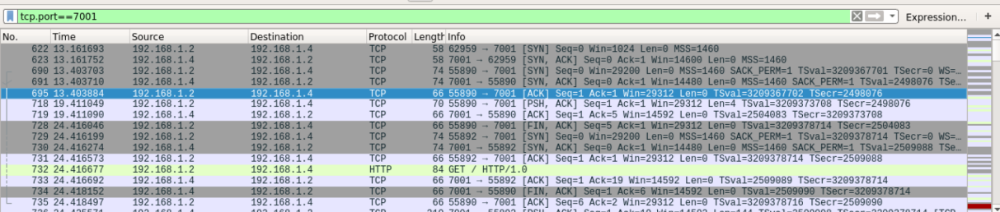 tcp.port==7001 Expression... +
No. Time Source Destination Protocol Length Info
622 13.161693 192.168.1.2 192.168.1.4 TCP 58 62959 → 7001 [SYN] Seq=0 Win=1024 Len=0 MSS=1460
623 13.161752 192.168.1.4 192.168.1.2 TCP 58 7001 → 62959 [SYN, ACK] Seq=0 Ack=1 Win=14600 Len=0 MSS=1460
690 13.403703 192.168.1.2 192.168.1.4 TCP 74 55890 → 7001 [SYN] Seq=0 Win=29200 Len=0 MSS=1460 SACK_PERM=1 TSval=3209367701 TSecr=0 WS=…
691 13.403710 192.168.1.4 192.168.1.2 TCP 74 7001 → 55890 [SYN, ACK] Seq=0 Ack=1 Win=14480 Len=0 MSS=1460 SACK_PERM=1 TSval=2498076 TSe…
695 13.403884 192.168.1.2 192.168.1.4 TCP 66 55890 → 7001 [ACK] Seq=1 Ack=1 Win=29312 Len=0 TSval=3209367702 TSecr=2498076
718 19.411049 192.168.1.2 192.168.1.4 TCP 70 55890 → 7001 [PSH, ACK] Seq=1 Ack=1 Win=29312 Len=4 TSval=3209373708 TSecr=2498076
719 19.411090 192.168.1.4 192.168.1.2 TCP 66 7001 → 55890 [ACK] Seq=1 Ack=5 Win=14592 Len=0 TSval=2504083 TSecr=3209373708
728 24.416046 192.168.1.2 192.168.1.4 TCP 66 55890 → 7001 [FIN, ACK] Seq=5 Ack=1 Win=29312 Len=0 TSval=3209378714 TSecr=2504083
729 24.416199 192.168.1.2 192.168.1.4 TCP 74 55892 → 7001 [SYN] Seq=0 Win=29200 Len=0 MSS=1460 SACK_PERM=1 TSval=3209378714 TSecr=0 WS=…
730 24.416274 192.168.1.4 192.168.1.2 TCP 74 7001 → 55892 [SYN, ACK] Seq=0 Ack=1 Win=14480 Len=0 MSS=1460 SACK_PERM=1 TSval=2509088 TSe…
731 24.416573 192.168.1.2 192.168.1.4 TCP 66 55892 → 7001 [ACK] Seq=1 Ack=1 Win=29312 Len=0 TSval=3209378714 TSecr=2509088
732 24.416677 192.168.1.2 192.168.1.4 HTTP 84 GET / HTTP/1.0
733 24.416692 192.168.1.4 192.168.1.2 TCP 66 7001 → 55892 [ACK] Seq=1 Ack=19 Win=14592 Len=0 TSval=2509089 TSecr=3209378714
734 24.418152 192.168.1.4 192.168.1.2 TCP 66 7001 → 55890 [FIN, ACK] Seq=1 Ack=6 Win=14592 Len=0 TSval=2509090 TSecr=3209378714
735 24.418497 192.168.1.2 192.168.1.4 TCP 66 55890 → 7001 [ACK] Seq=6 Ack=2 Win=29312 Len=0 TSval=3209378716 TSecr=2509090